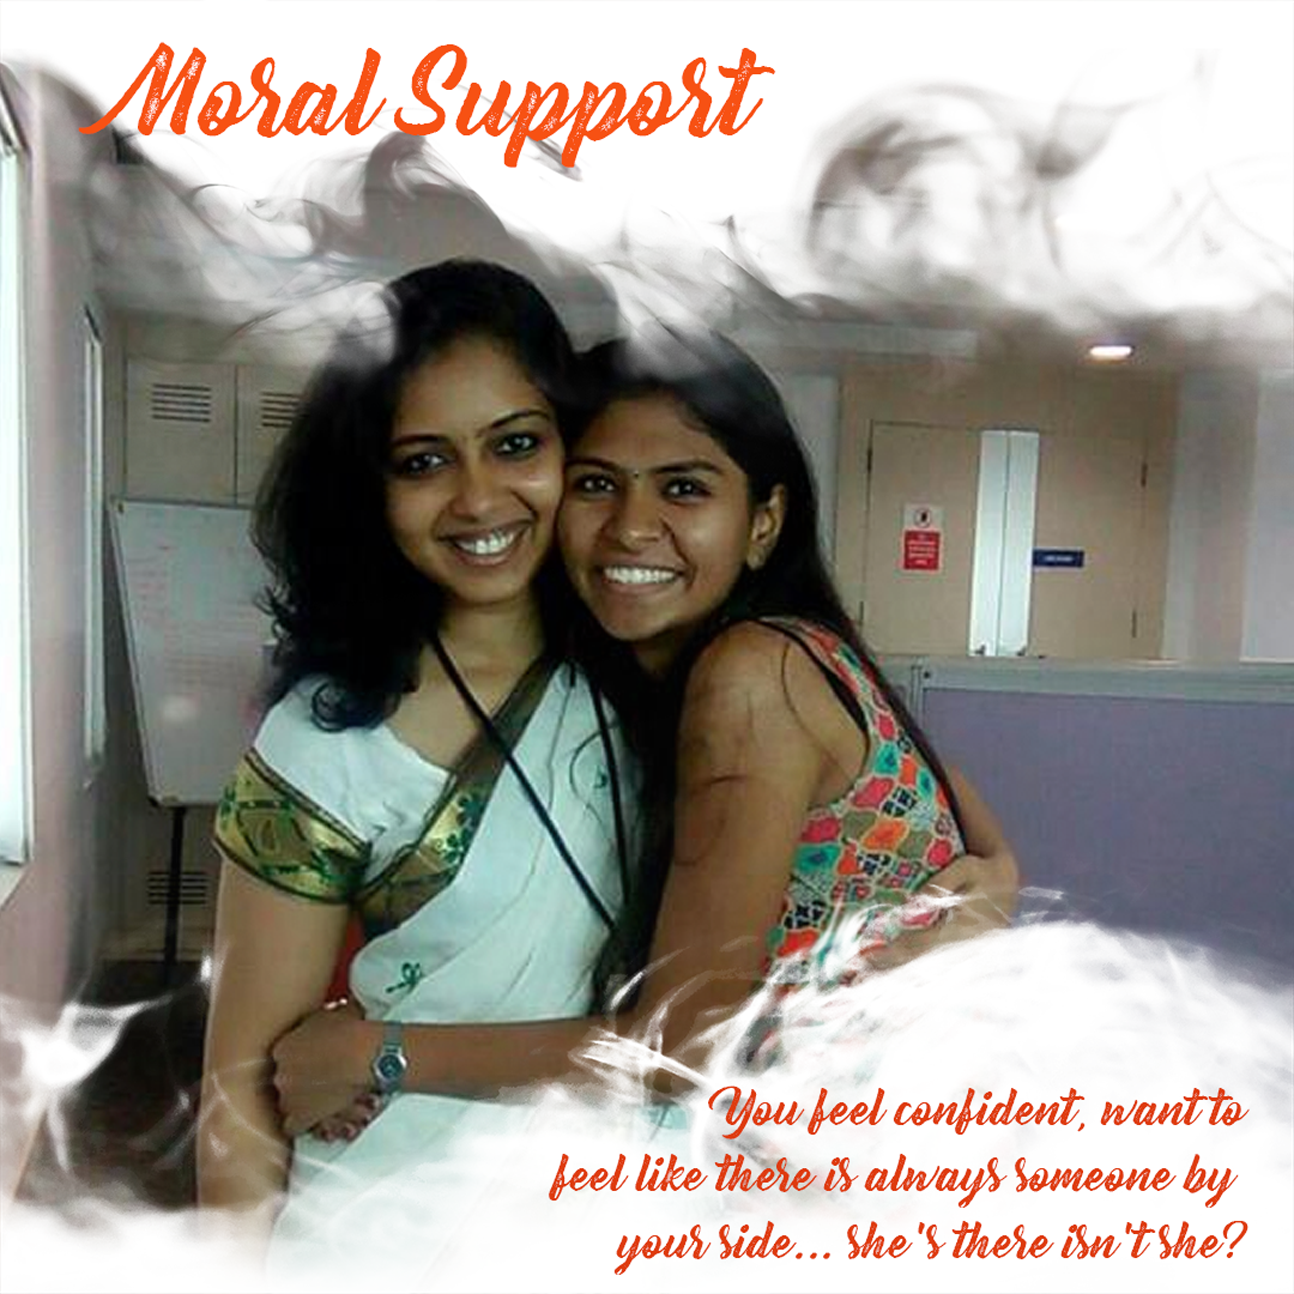 Moral Support
You feel confident, want to
feel like there is always someone by
your side... she's there isn't she?